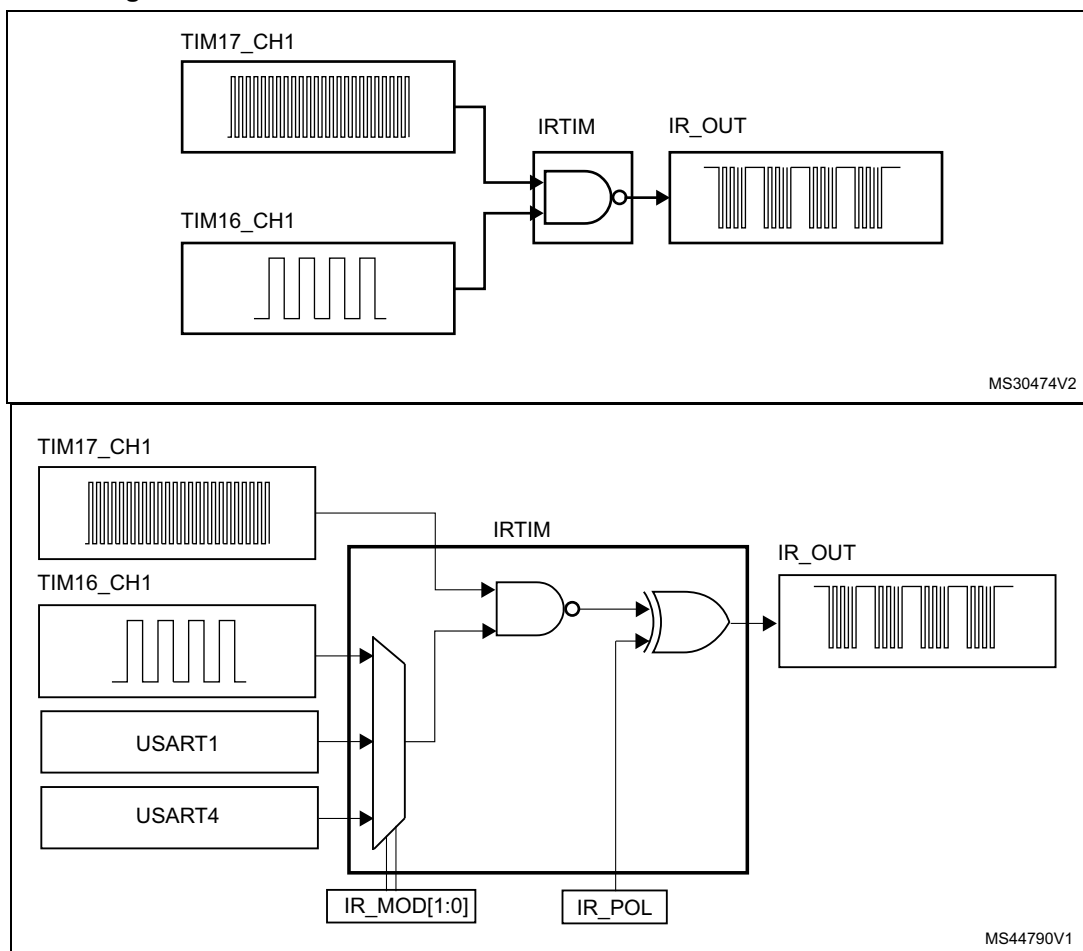 TIM17_CH1
IRTIM
IR_OUT
TIM16_CH1
MS30474V2
TIM17_CH1
IRTIM
IR_OUT
TIM16_CH1
USART1
USART4
IR_MOD[1:0]
IR_POL
MS44790V1